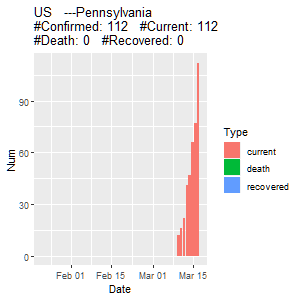 US   ---Pennsylvania
#Confirmed: 112   #Current: 112
#Death: 0   #Recovered: 0
Num
90
60
30
0
Feb 01
Feb 15
Mar 01
Mar 15
Date
Type
current
death
recovered